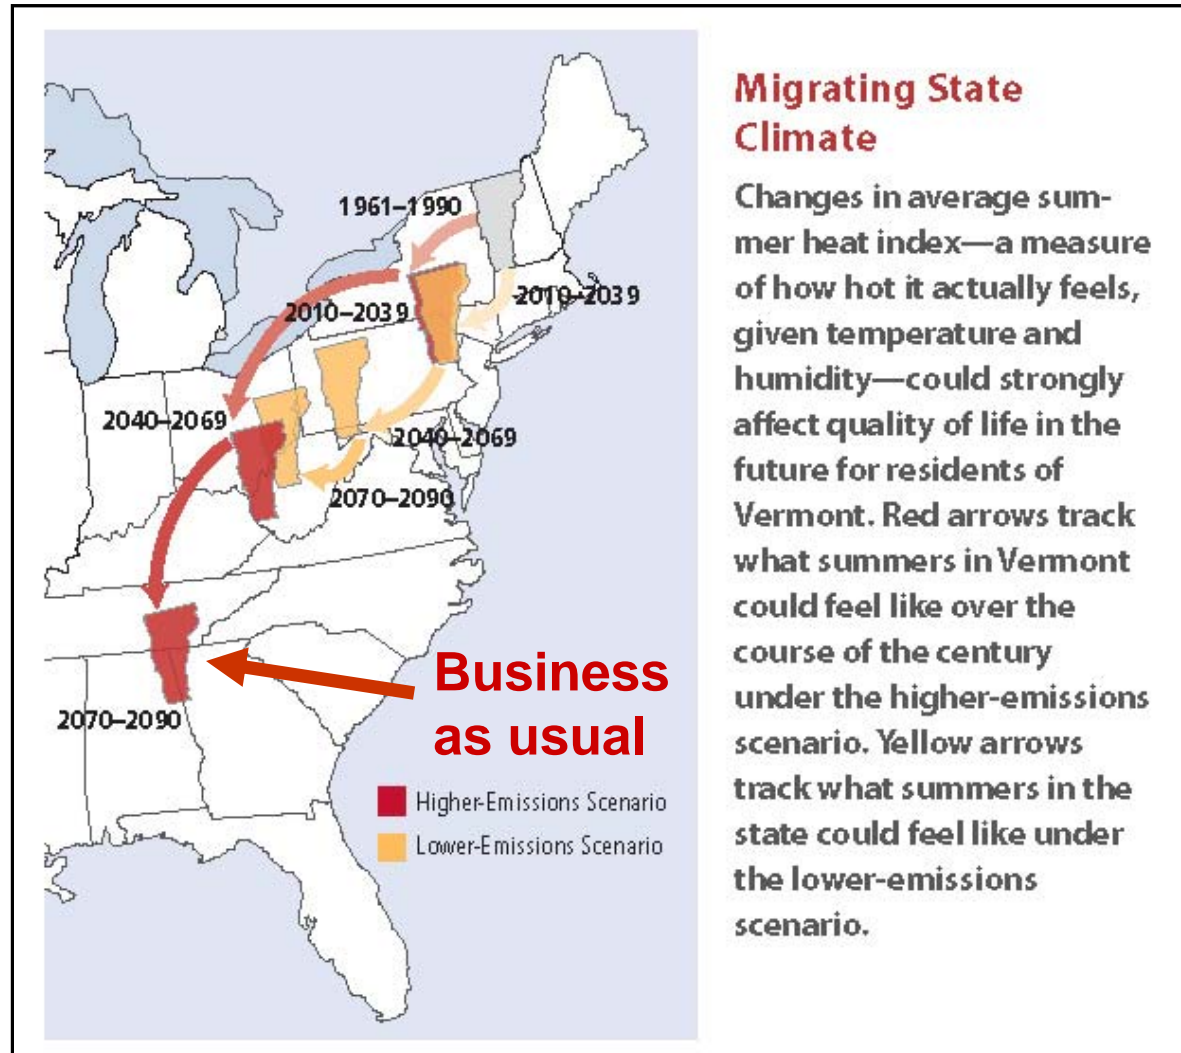 1961–1990
2010–2039
2010–2039
2040–2069
2040–2069
2070–2090
2070–2090
Business
as usual
Higher-Emissions Scenario
Lower-Emissions Scenario
Migrating State
Climate
Changes in average sum-
mer heat index—a measure
of how hot it actually feels,
given temperature and
humidity—could strongly
affect quality of life in the
future for residents of
Vermont. Red arrows track
what summers in Vermont
could feel like over the
course of the century
under the higher-emissions
scenario. Yellow arrows
track what summers in the
state could feel like under
the lower-emissions
scenario.